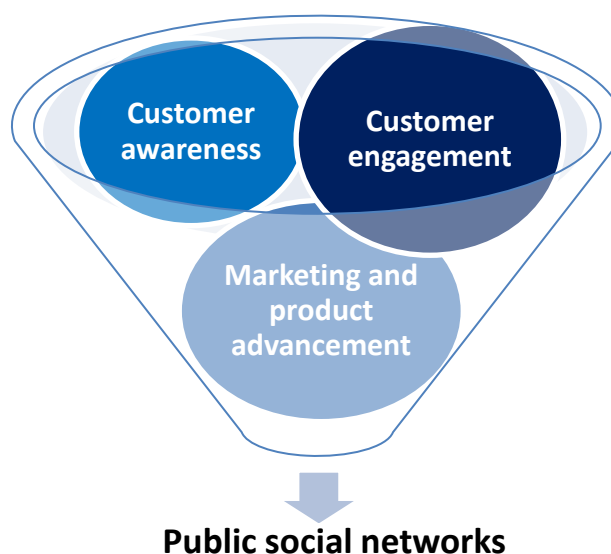 Customer
awareness
Customer
engagement
Marketing and
product
advancement
Public social networks